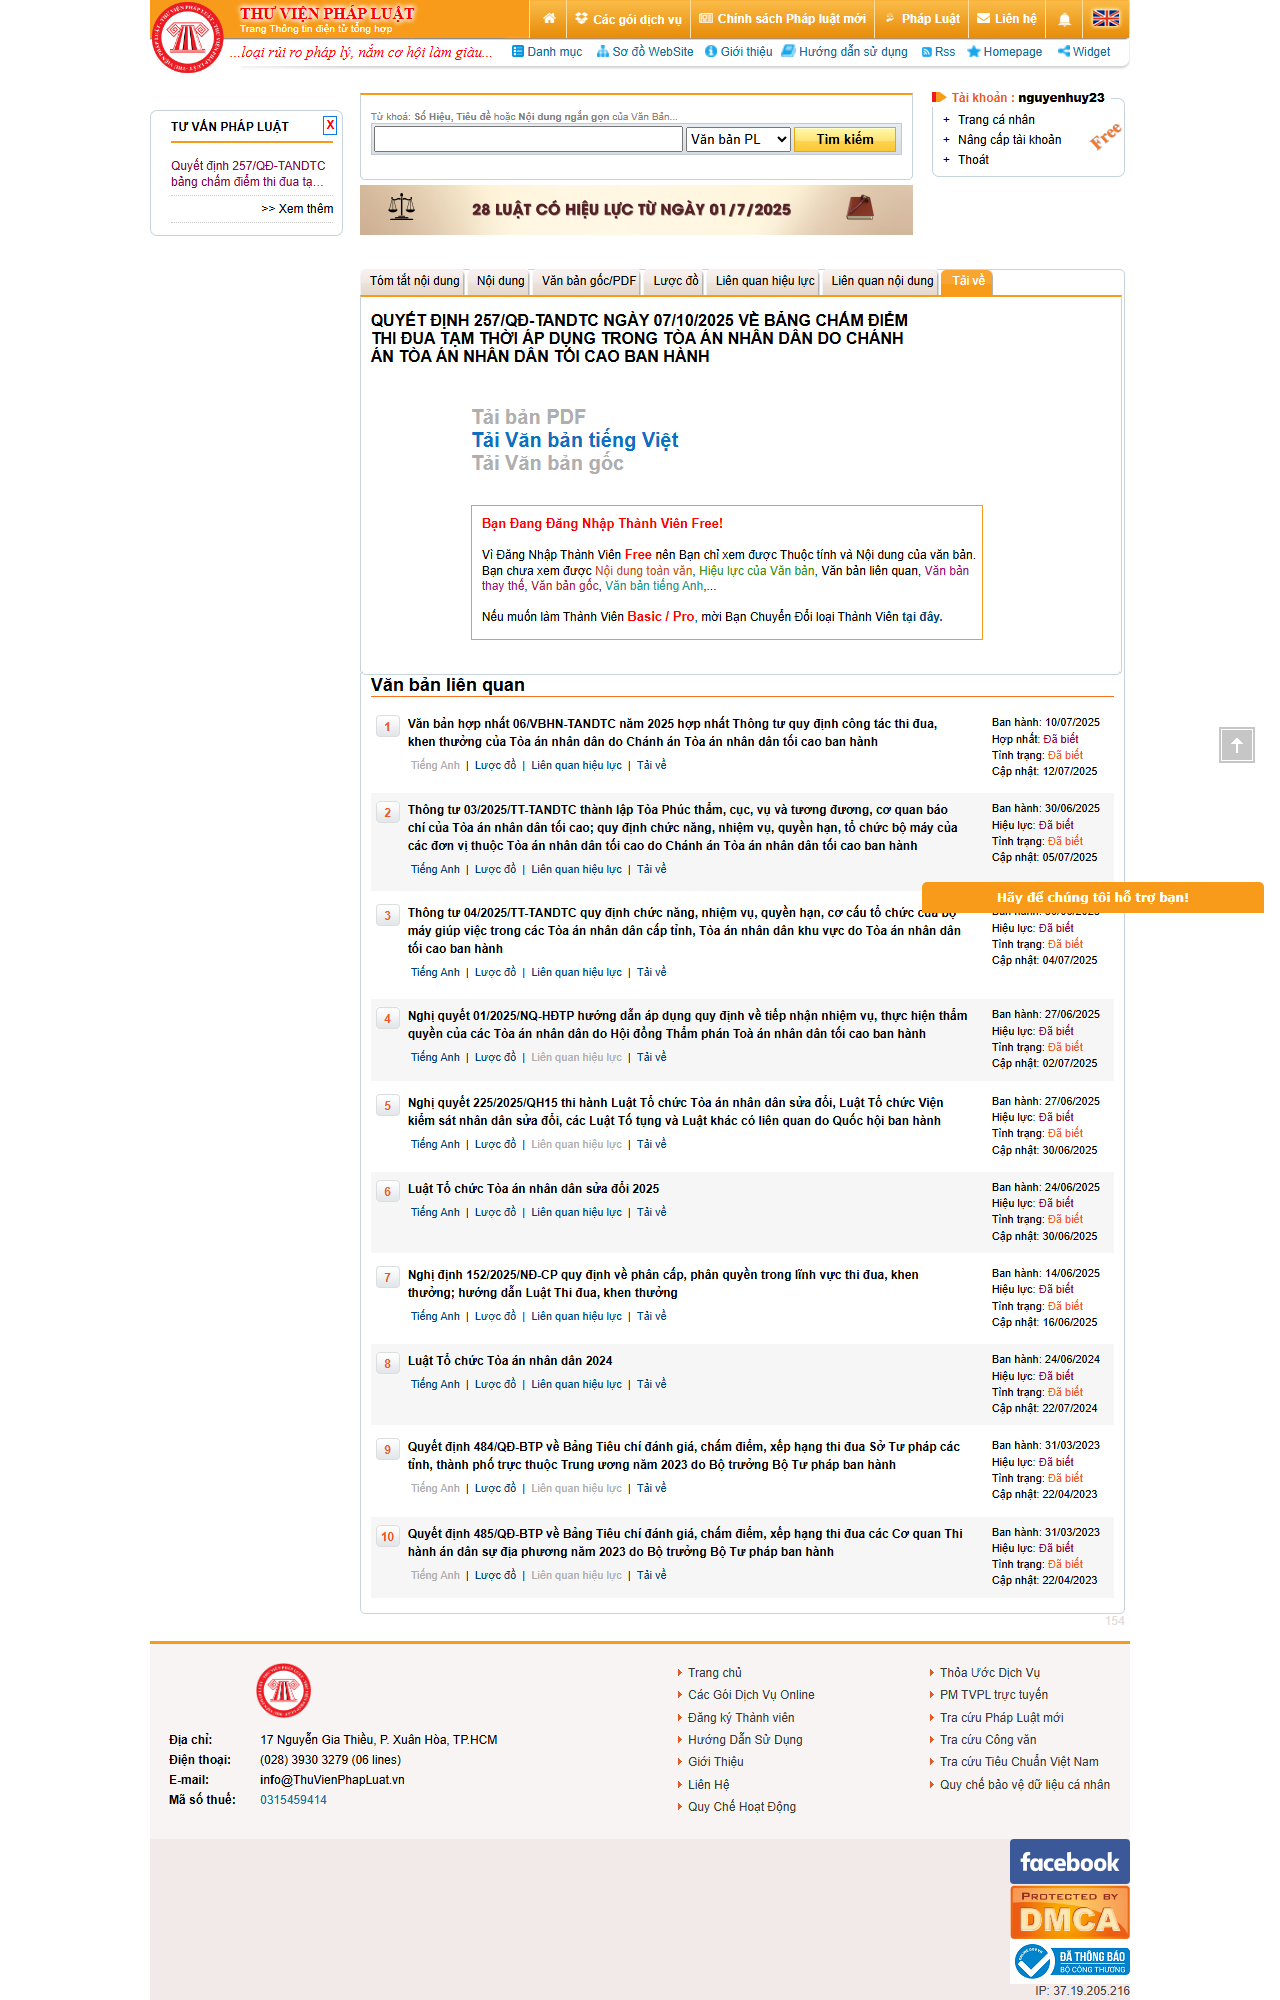 THƯ VIỆN PHÁP LUẬT
Trang Thông tin điện tử tổng hợp
Các gói dịch vụ
Chính sách Pháp luật mới
Pháp Luật
Liên hệ
...loại rủi ro pháp lý, nắm cơ hội làm giàu...
Danh mục
Sơ đồ WebSite
Giới thiệu
Hướng dẫn sử dụng
Rss
Homepage
Widget
TƯ VẤN PHÁP LUẬT
X
Quyết định 257/QĐ-TANDTC
bảng chấm điểm thi đua tạ...
>> Xem thêm
Từ khoá: Số Hiệu, Tiêu đề hoặc Nội dung ngắn gọn của Văn Bản...
Văn bản PL
Tìm kiếm
28 LUẬT CÓ HIỆU LỰC TỪ NGÀY 01/7/2025
Tài khoản : nguyenhuy23
+ Trang cá nhân
+ Nâng cấp tài khoản
+ Thoát
Free
Tóm tắt nội dung
Nội dung
Văn bản gốc/PDF
Lược đồ
Liên quan hiệu lực
Liên quan nội dung
Tải về
QUYẾT ĐỊNH 257/QĐ-TANDTC NGÀY 07/10/2025 VỀ BẢNG CHẤM ĐIỂM
THI ĐUA TẠM THỜI ÁP DỤNG TRONG TÒA ÁN NHÂN DÂN DO CHÁNH
ÁN TÒA ÁN NHÂN DÂN TỐI CAO BAN HÀNH
Tải bản PDF
Tải Văn bản tiếng Việt
Tải Văn bản gốc
Bạn Đang Đăng Nhập Thành Viên Free!
Vì Đăng Nhập Thành Viên Free nên Bạn chỉ xem được Thuộc tính và Nội dung của văn bản.
Bạn chưa xem được Nội dung toàn văn, Hiệu lực của Văn bản, Văn bản liên quan, Văn bản
thay thế, Văn bản gốc, Văn bản tiếng Anh,...
Nếu muốn làm Thành Viên Basic / Pro, mời Bạn Chuyển Đổi loại Thành Viên tại đây.
Văn bản liên quan
1
Văn bản hợp nhất 06/VBHN-TANDTC năm 2025 hợp nhất Thông tư quy định công tác thi đua,
khen thưởng của Tòa án nhân dân do Chánh án Tòa án nhân dân tối cao ban hành
Tiếng Anh | Lược đồ | Liên quan hiệu lực | Tải về
Ban hành: 10/07/2025
Hợp nhất: Đã biết
Tình trạng: Đã biết
Cập nhật: 12/07/2025
2
Thông tư 03/2025/TT-TANDTC thành lập Tòa Phúc thẩm, cục, vụ và tương đương, cơ quan báo
chí của Tòa án nhân dân tối cao; quy định chức năng, nhiệm vụ, quyền hạn, tổ chức bộ máy của
các đơn vị thuộc Tòa án nhân dân tối cao do Chánh án Tòa án nhân dân tối cao ban hành
Tiếng Anh | Lược đồ | Liên quan hiệu lực | Tải về
Ban hành: 30/06/2025
Hiệu lực: Đã biết
Tình trạng: Đã biết
Cập nhật: 05/07/2025
Hãy để chúng tôi hỗ trợ bạn!
3
Thông tư 04/2025/TT-TANDTC quy định chức năng, nhiệm vụ, quyền hạn, cơ cấu tổ chức của bộ
máy giúp việc trong các Tòa án nhân dân cấp tỉnh, Tòa án nhân dân khu vực do Tòa án nhân dân
tối cao ban hành
Tiếng Anh | Lược đồ | Liên quan hiệu lực | Tải về
Hiệu lực: Đã biết
Tình trạng: Đã biết
Cập nhật: 04/07/2025
4
Nghị quyết 01/2025/NQ-HĐTP hướng dẫn áp dụng quy định về tiếp nhận nhiệm vụ, thực hiện thẩm
quyền của các Tòa án nhân dân do Hội đồng Thẩm phán Toà án nhân dân tối cao ban hành
Tiếng Anh | Lược đồ | Liên quan hiệu lực | Tải về
Ban hành: 27/06/2025
Hiệu lực: Đã biết
Tình trạng: Đã biết
Cập nhật: 02/07/2025
5
Nghị quyết 225/2025/QH15 thi hành Luật Tổ chức Tòa án nhân dân sửa đổi, Luật Tổ chức Viện
kiểm sát nhân dân sửa đổi, các Luật Tố tụng và Luật khác có liên quan do Quốc hội ban hành
Tiếng Anh | Lược đồ | Liên quan hiệu lực | Tải về
Ban hành: 27/06/2025
Hiệu lực: Đã biết
Tình trạng: Đã biết
Cập nhật: 30/06/2025
6
Luật Tổ chức Tòa án nhân dân sửa đổi 2025
Tiếng Anh | Lược đồ | Liên quan hiệu lực | Tải về
Ban hành: 24/06/2025
Hiệu lực: Đã biết
Tình trạng: Đã biết
Cập nhật: 30/06/2025
7
Nghị định 152/2025/NĐ-CP quy định về phân cấp, phân quyền trong lĩnh vực thi đua, khen
thưởng; hướng dẫn Luật Thi đua, khen thưởng
Tiếng Anh | Lược đồ | Liên quan hiệu lực | Tải về
Ban hành: 14/06/2025
Hiệu lực: Đã biết
Tình trạng: Đã biết
Cập nhật: 16/06/2025
8
Luật Tổ chức Tòa án nhân dân 2024
Tiếng Anh | Lược đồ | Liên quan hiệu lực | Tải về
Ban hành: 24/06/2024
Hiệu lực: Đã biết
Tình trạng: Đã biết
Cập nhật: 22/07/2024
9
Quyết định 484/QĐ-BTP về Bảng Tiêu chí đánh giá, chấm điểm, xếp hạng thi đua Sở Tư pháp các
tỉnh, thành phố trực thuộc Trung ương năm 2023 do Bộ trưởng Bộ Tư pháp ban hành
Tiếng Anh | Lược đồ | Liên quan hiệu lực | Tải về
Ban hành: 31/03/2023
Hiệu lực: Đã biết
Tình trạng: Đã biết
Cập nhật: 22/04/2023
10
Quyết định 485/QĐ-BTP về Bảng Tiêu chí đánh giá, chấm điểm, xếp hạng thi đua các Cơ quan Thi
hành án dân sự địa phương năm 2023 do Bộ trưởng Bộ Tư pháp ban hành
Tiếng Anh | Lược đồ | Liên quan hiệu lực | Tải về
Ban hành: 31/03/2023
Hiệu lực: Đã biết
Tình trạng: Đã biết
Cập nhật: 22/04/2023
154
Địa chỉ: 17 Nguyễn Gia Thiều, P. Xuân Hòa, TP.HCM
Điện thoại: (028) 3930 3279 (06 lines)
E-mail: info@ThuVienPhapLuat.vn
Mã số thuế: 0315459414
Trang chủ
Các Gói Dịch Vụ Online
Đăng ký Thành viên
Hướng Dẫn Sử Dụng
Giới Thiệu
Liên Hệ
Quy Chế Hoạt Động
Thỏa Ước Dịch Vụ
PM TVPL trực tuyến
Tra cứu Pháp Luật mới
Tra cứu Công văn
Tra cứu Tiêu Chuẩn Việt Nam
Quy chế bảo vệ dữ liệu cá nhân
facebook
PROTECTED BY
DMCA
ĐÃ THÔNG BÁO
BỘ CÔNG THƯƠNG
IP: 37.19.205.216